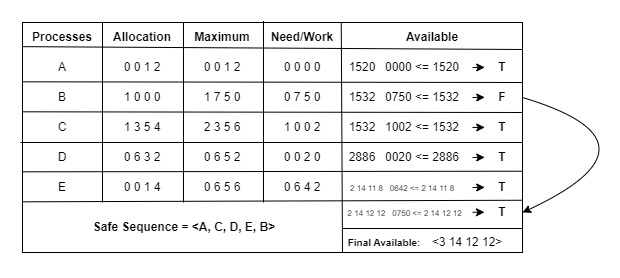 Processes Allocation Maximum Need/Work Available
A 0 0 1 2 0 0 1 2 0 0 0 0 1520 0000 <= 1520 → T
B 1 0 0 0 1 7 5 0 0 7 5 0 1532 0750 <= 1532 → F
C 1 3 5 4 2 3 5 6 1 0 0 2 1532 1002 <= 1532 → T
D 0 6 3 2 0 6 5 2 0 0 2 0 2886 0020 <= 2886 → T
E 0 0 1 4 0 6 5 6 0 6 4 2 2 14 11 8 0642 <= 2 14 11 8 → T
2 14 12 12 0750 <= 2 14 12 12 → T
Safe Sequence = <A, C, D, E, B>
Final Available: <3 14 12 12>